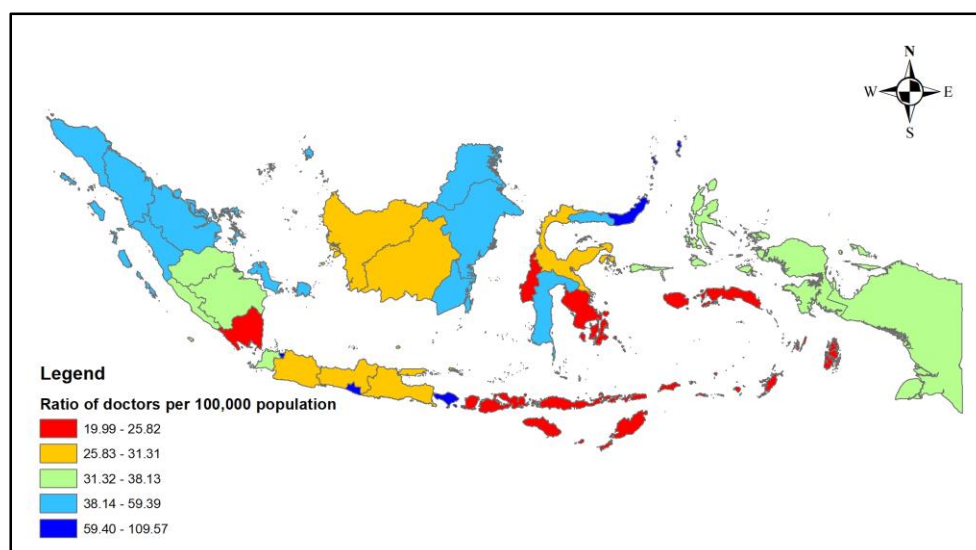 N
W E
S
Legend
Ratio of doctors per 100,000 population
19.99 - 25.82
25.83 - 31.31
31.32 - 38.13
38.14 - 59.39
59.40 - 109.57